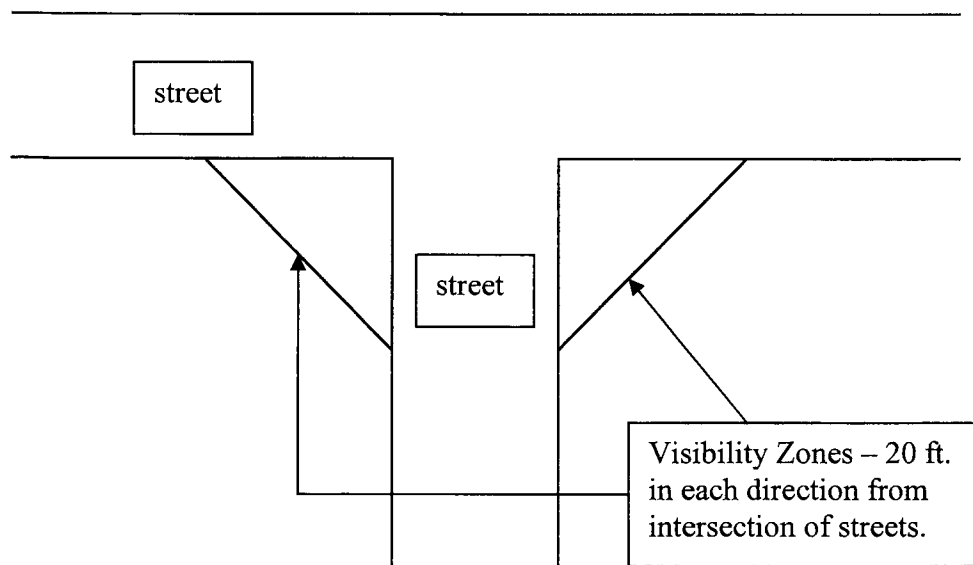 street
street
Visibility Zones – 20 ft.
in each direction from
intersection of streets.